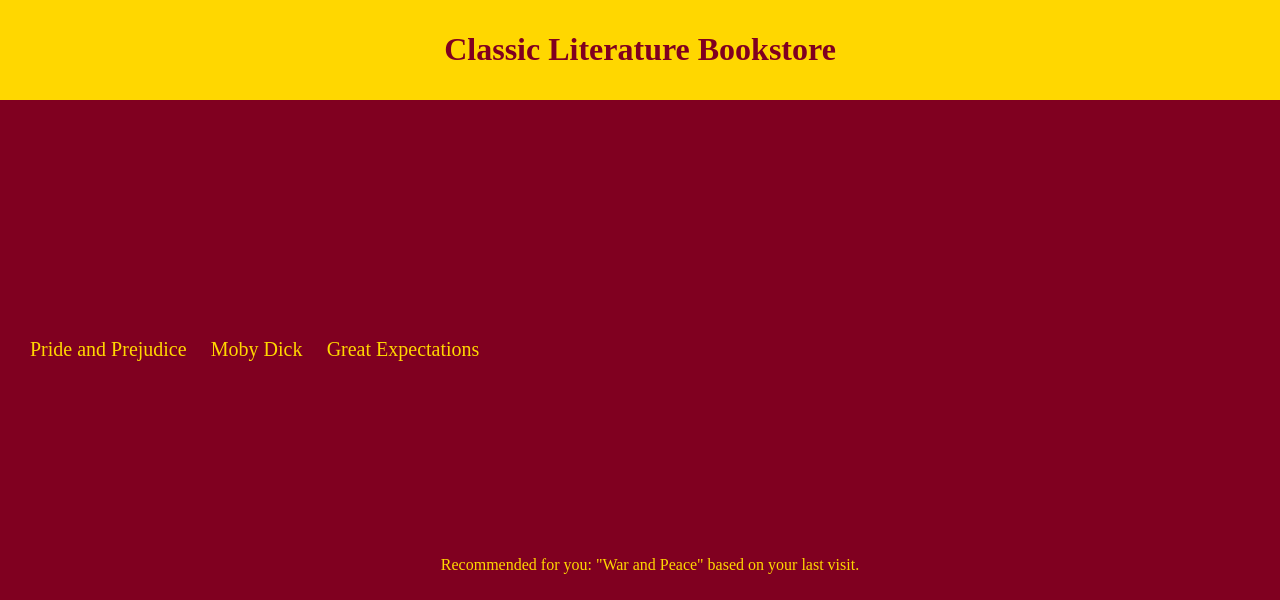 Classic Literature Bookstore
Pride and Prejudice Moby Dick Great Expectations
Recommended for you: "War and Peace" based on your last visit.